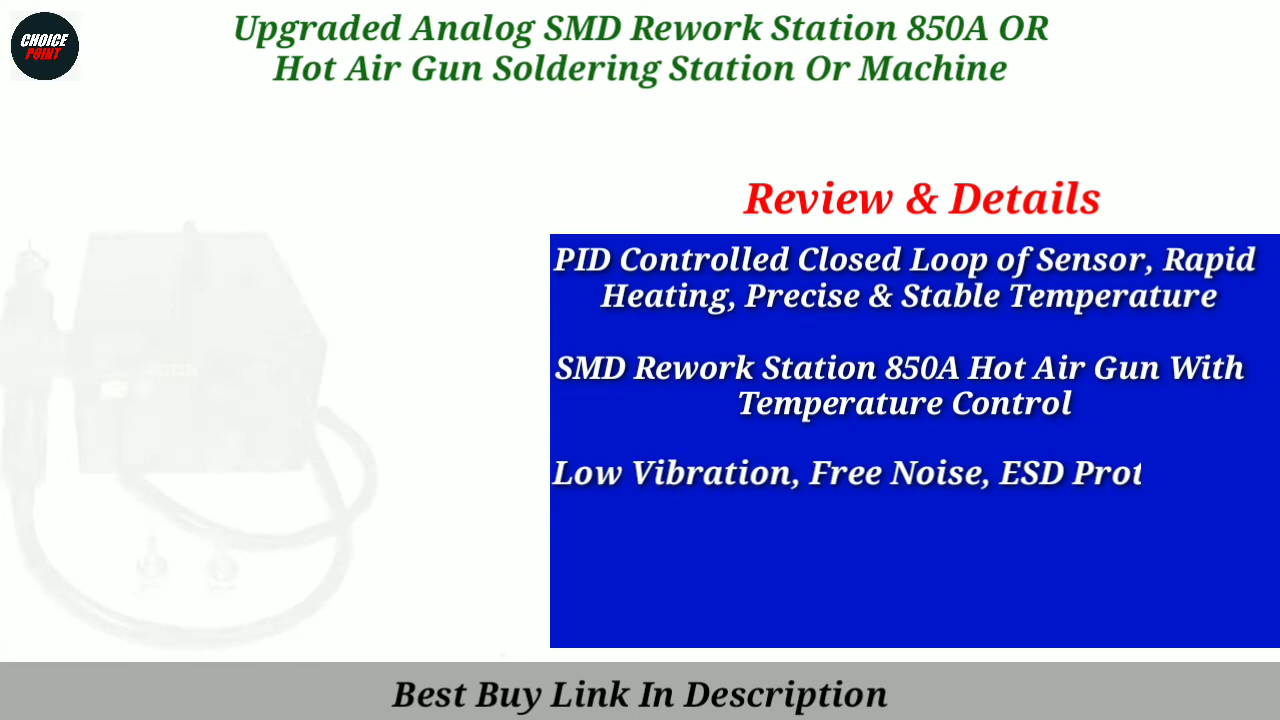 CHOICE
POINT
Upgraded Analog SMD Rework Station 850A OR
Hot Air Gun Soldering Station Or Machine
Review & Details
PID Controlled Closed Loop of Sensor, Rapid
Heating, Precise & Stable Temperature
SMD Rework Station 850A Hot Air Gun With
Temperature Control
Low Vibration, Free Noise, ESD Prot
Best Buy Link In Description